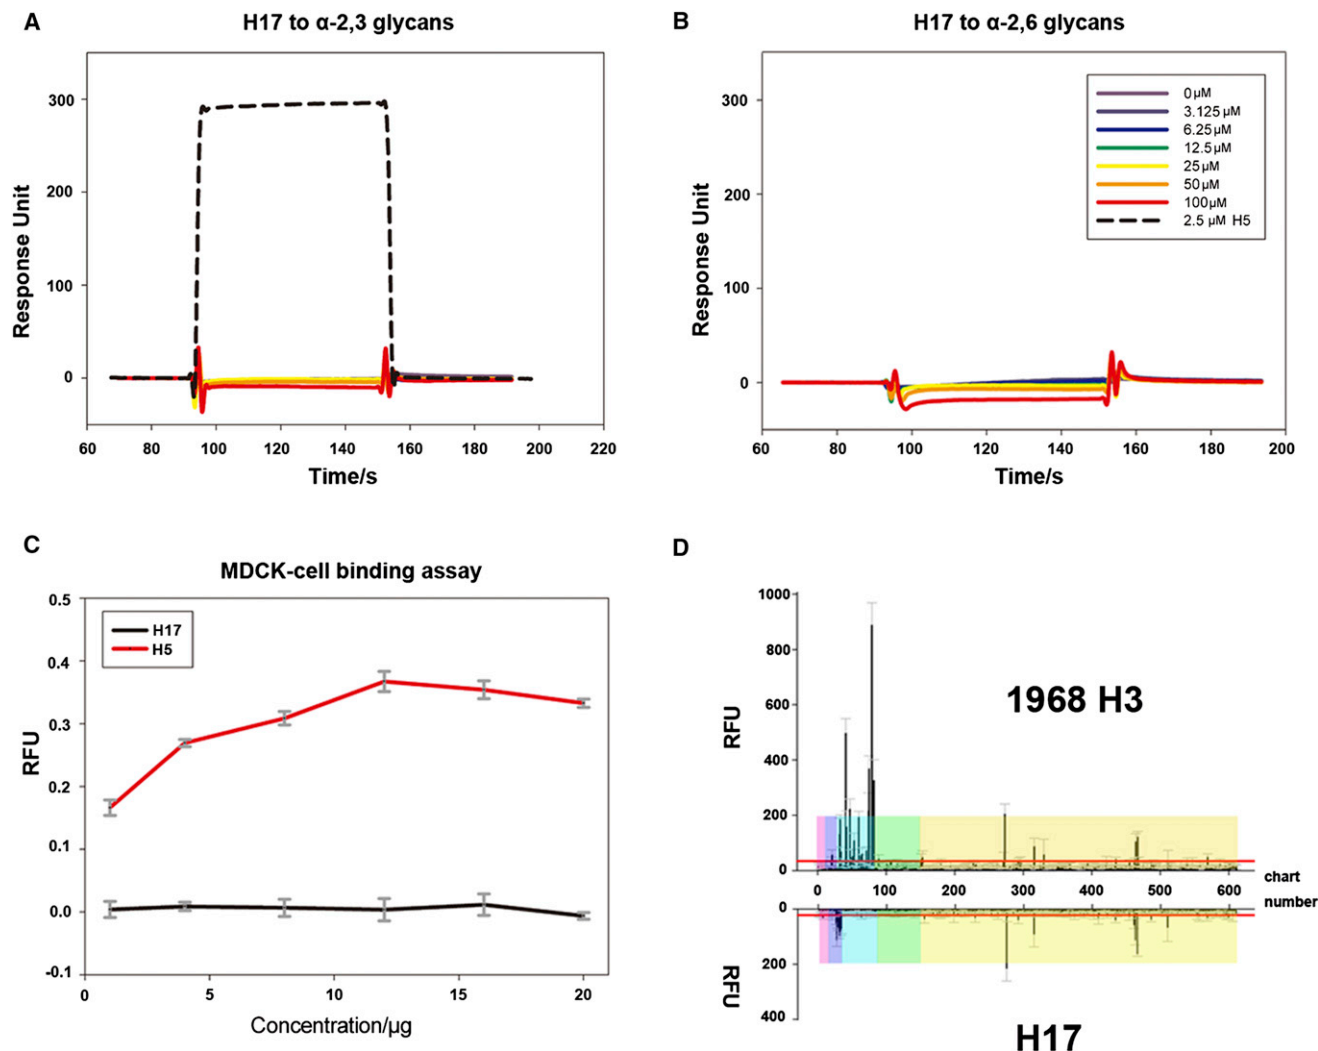 A
H17 to α-2,3 glycans
300
200
100
0
Response Unit
60 80 100 120 140 160 180 200 220
Time/s
B
H17 to α-2,6 glycans
0 µM
3.125 µM
6.25 µM
12.5 µM
25 µM
50 µM
100 µM
2.5 µM H5
300
200
100
0
Response Unit
60 80 100 120 140 160 180 200
Time/s
C
MDCK-cell binding assay
H17
H5
0.5
0.4
0.3
0.2
0.1
0.0
-0.1
RFU
0 5 10 15 20
Concentration/µg
D
1000
800
600
400
200
0
RFU
1968 H3
0 100 200 300 400 500 600
chart
number
0
200
400
RFU
H17